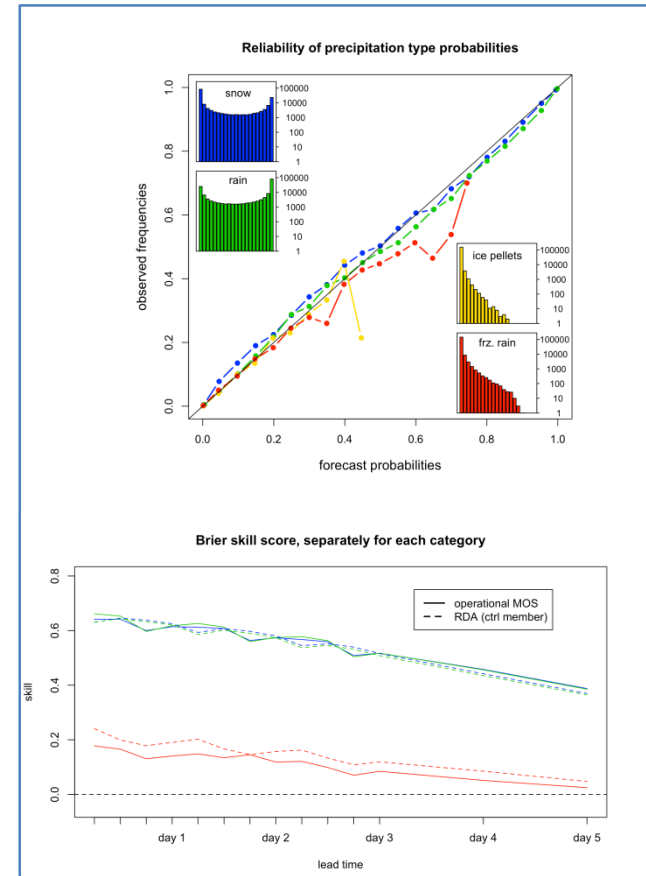 Reliability of precipitation type probabilities
observed frequencies
1.0
0.8
0.6
0.4
0.2
0.0
snow
100000
10000
1000
100
10
1
rain
100000
10000
1000
100
10
1
ice pellets
100000
10000
1000
100
10
1
frz. rain
100000
10000
1000
100
10
1
0.0 0.2 0.4 0.6 0.8 1.0
forecast probabilities
Brier skill score, separately for each category
skill
0.8
0.6
0.4
0.2
0.0
operational MOS
RDA (ctrl member)
day 1 day 2 day 3 day 4 day 5
lead time